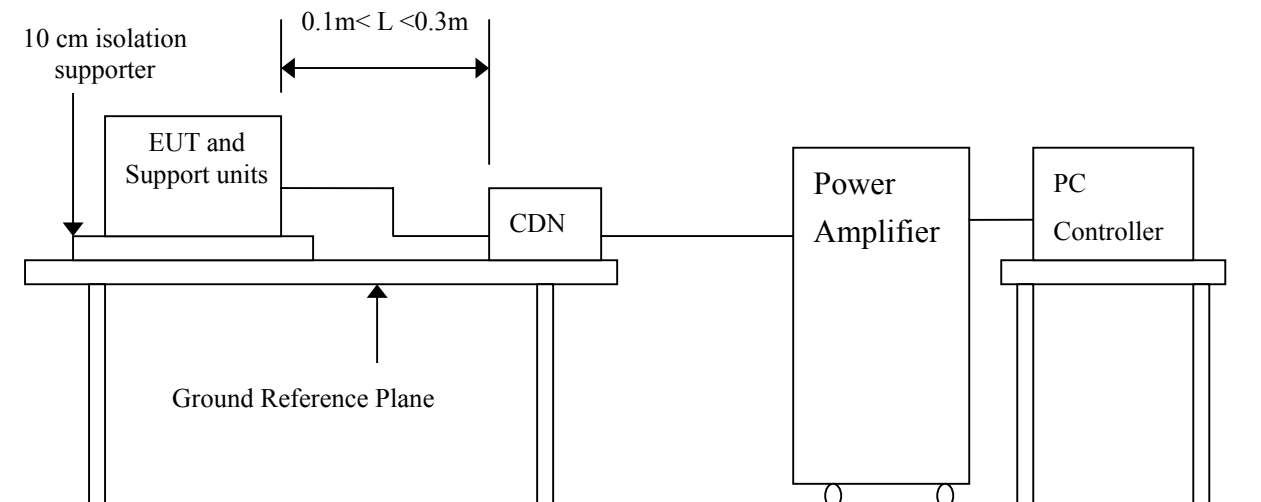 0.1m< L <0.3m
10 cm isolation
supporter
EUT and
Support units
CDN
Power
Amplifier
PC
Controller
Ground Reference Plane